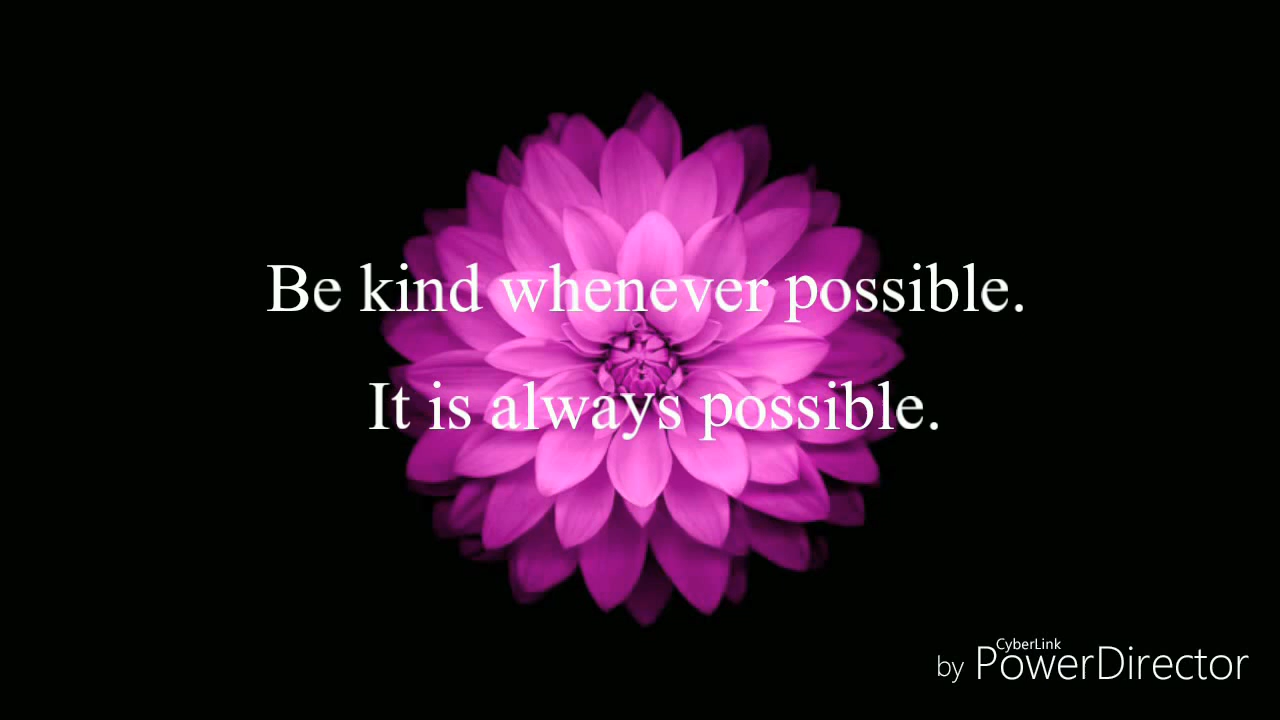 Be kind whenever possible.
It is always possible.
CyberLink
by PowerDirector